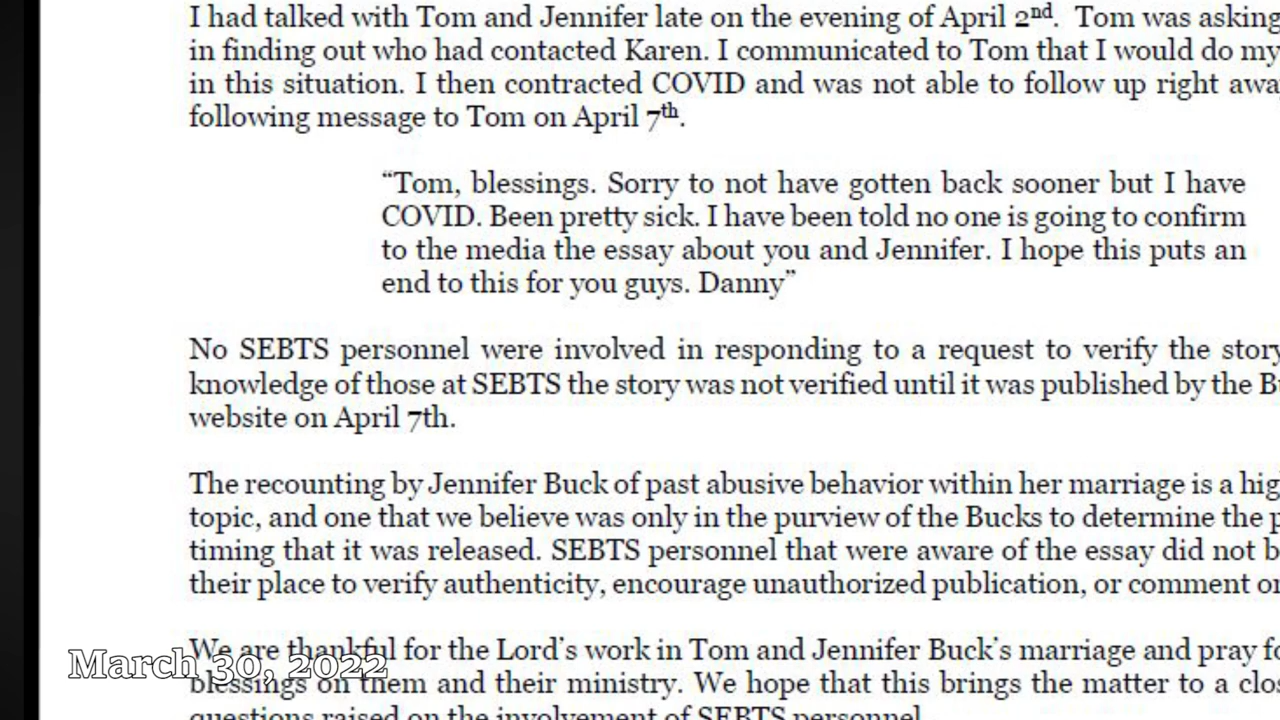 I had talked with Tom and Jennifer late on the evening of April 2nd. Tom was asking
in finding out who had contacted Karen. I communicated to Tom that I would do my
in this situation. I then contracted COVID and was not able to follow up right awa
following message to Tom on April 7th.
“Tom, blessings. Sorry to not have gotten back sooner but I have
COVID. Been pretty sick. I have been told no one is going to confirm
to the media the essay about you and Jennifer. I hope this puts an
end to this for you guys. Danny”
No SEBTS personnel were involved in responding to a request to verify the story
knowledge of those at SEBTS the story was not verified until it was published by the B
website on April 7th.
The recounting by Jennifer Buck of past abusive behavior within her marriage is a hig
topic, and one that we believe was only in the purview of the Bucks to determine the p
timing that it was released. SEBTS personnel that were aware of the essay did not b
their place to verify authenticity, encourage unauthorized publication, or comment o
We are thankful for the Lord’s work in Tom and Jennifer Buck’s marriage and pray fo
March 30, 2022
blessings on them and their ministry. We hope that this brings the matter to a clos
questions raised on the involvement of SEBTS personnel.